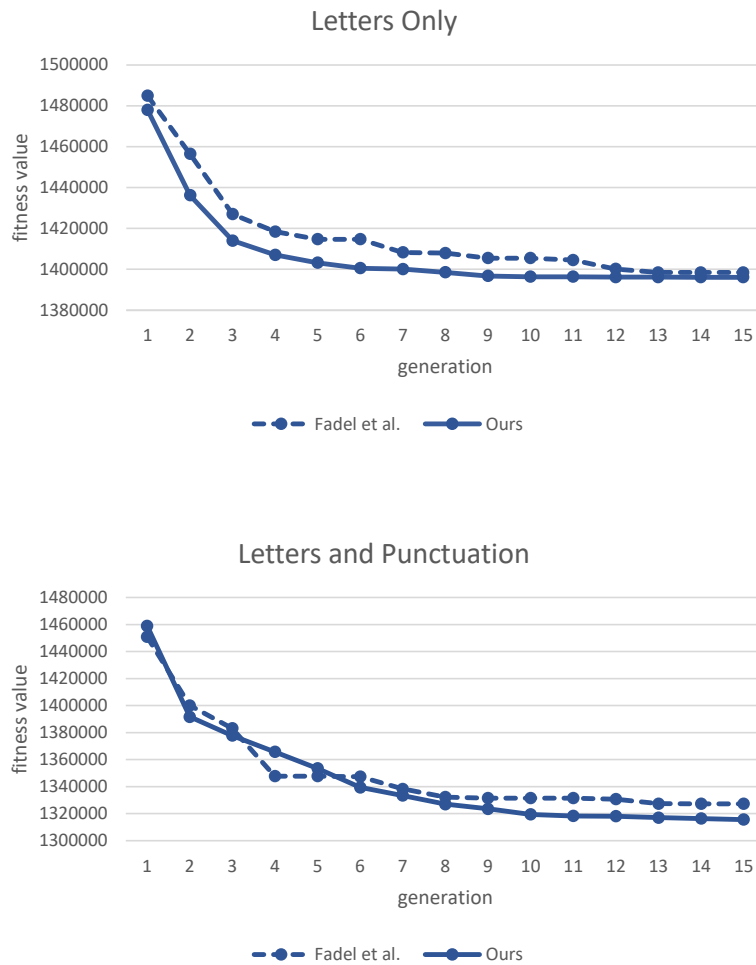 Letters Only
1500000
1480000
1460000
1440000
1420000
1400000
1380000
fitness value
1 2 3 4 5 6 7 8 9 10 11 12 13 14 15
generation
Fadel et al. Ours
Letters and Punctuation
1480000
1460000
1440000
1420000
1400000
1380000
1360000
1340000
1320000
1300000
fitness value
1 2 3 4 5 6 7 8 9 10 11 12 13 14 15
generation
Fadel et al. Ours